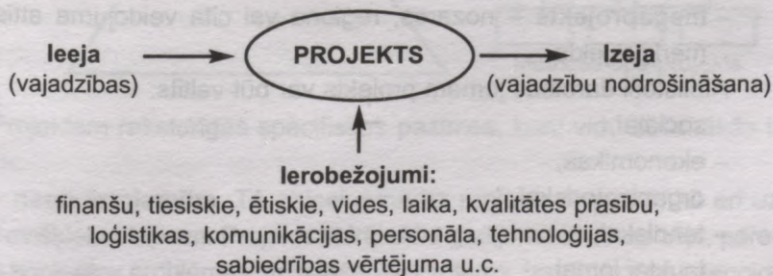 Ieeja
(vajadzības)
PROJEKTS
Izeja
(vajadzību nodrošināšana)
Ierobežojumi:
finanšu, tiesiskie, ētiskie, vides, laika, kvalitātes prasību,
loģistikas, komunikācijas, personāla, tehnoloģijas,
sabiedrības vērtējuma u.c.